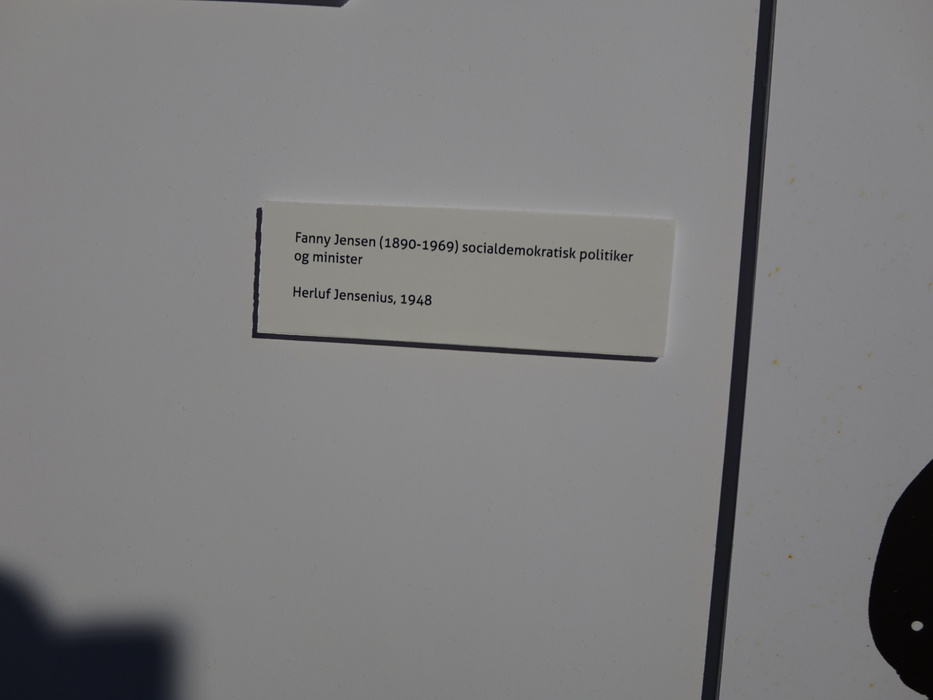 Fanny Jensen (1890-1969) socialdemokratisk politiker
og minister
Herluf Jensenius, 1948